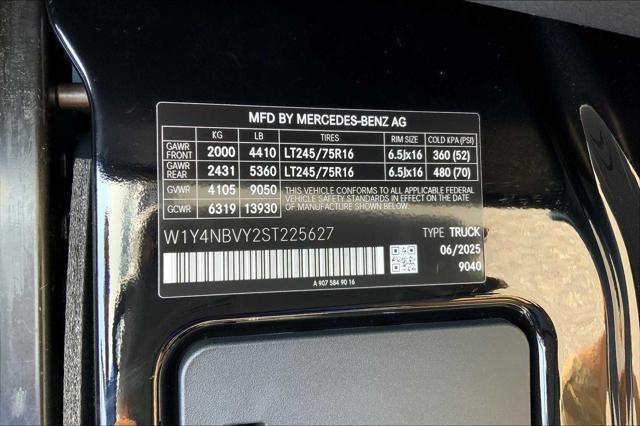 MFD BY MERCEDES-BENZ AG
KG LB TIRES RIM SIZE COLD KPA (PSI)
GAWR FRONT 2000 4410 LT245/75R16 6.5Jx16 360 (52)
GAWR REAR 2431 5360 LT245/75R16 6.5Jx16 480 (70)
GVWR 4105 9050 THIS VEHICLE CONFORMS TO ALL APPLICABLE FEDERAL
VEHICLE SAFETY STANDARDS IN EFFECT ON THE DATE
GCWR 6319 13930 OF MANUFACTURE SHOWN ABOVE.
W1Y4NBVY2ST225627 TYPE TRUCK
06/2025
9040
A 907 584 90 16